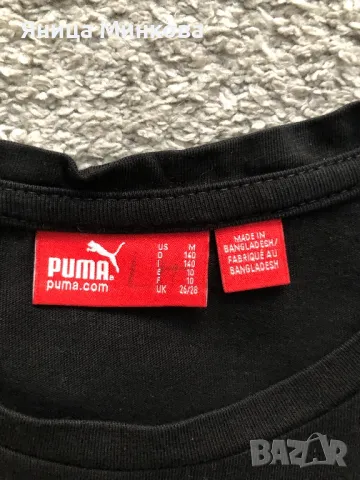 Яница Минкова
PUMA
puma.com
US M
D 140
I 140
E 10
F 10
UK 26/28
MADE IN
BANGLADESH/
FABRIQUÉ AU
BANGLADESH
BAZAR